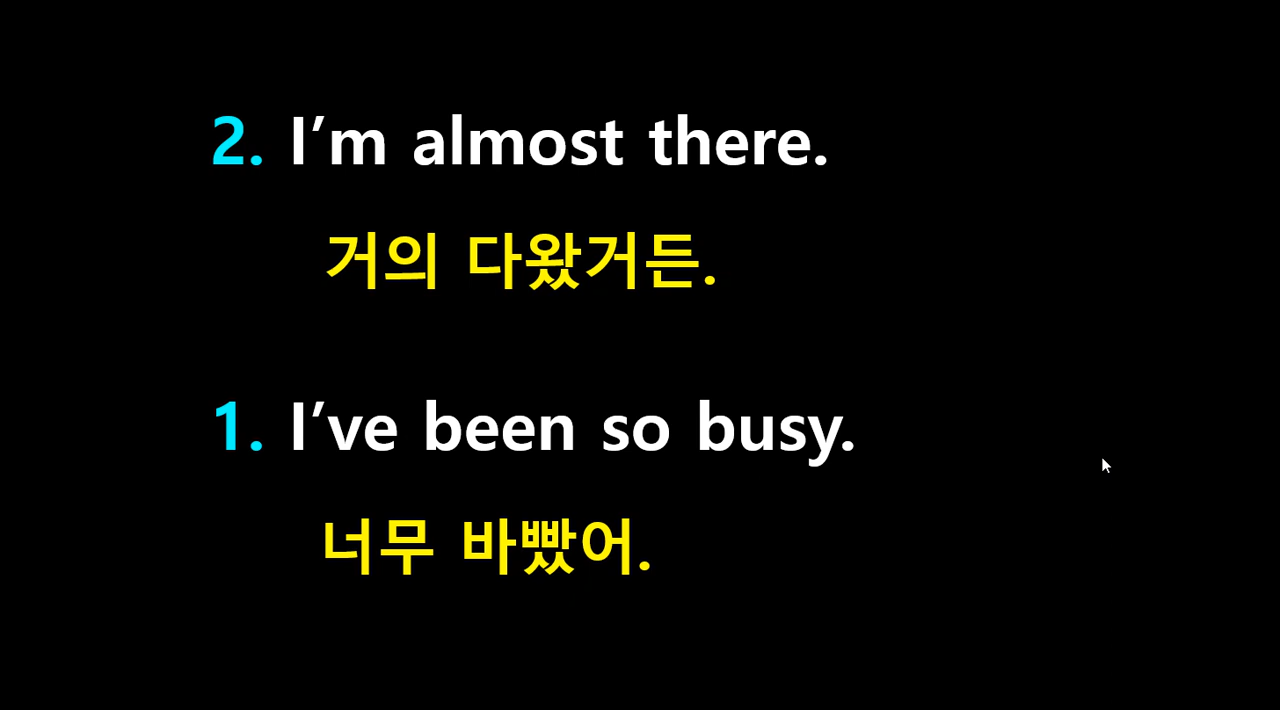 2. I’m almost there.
거의 다왔거든.
1. I’ve been so busy.
너무 바빴어.